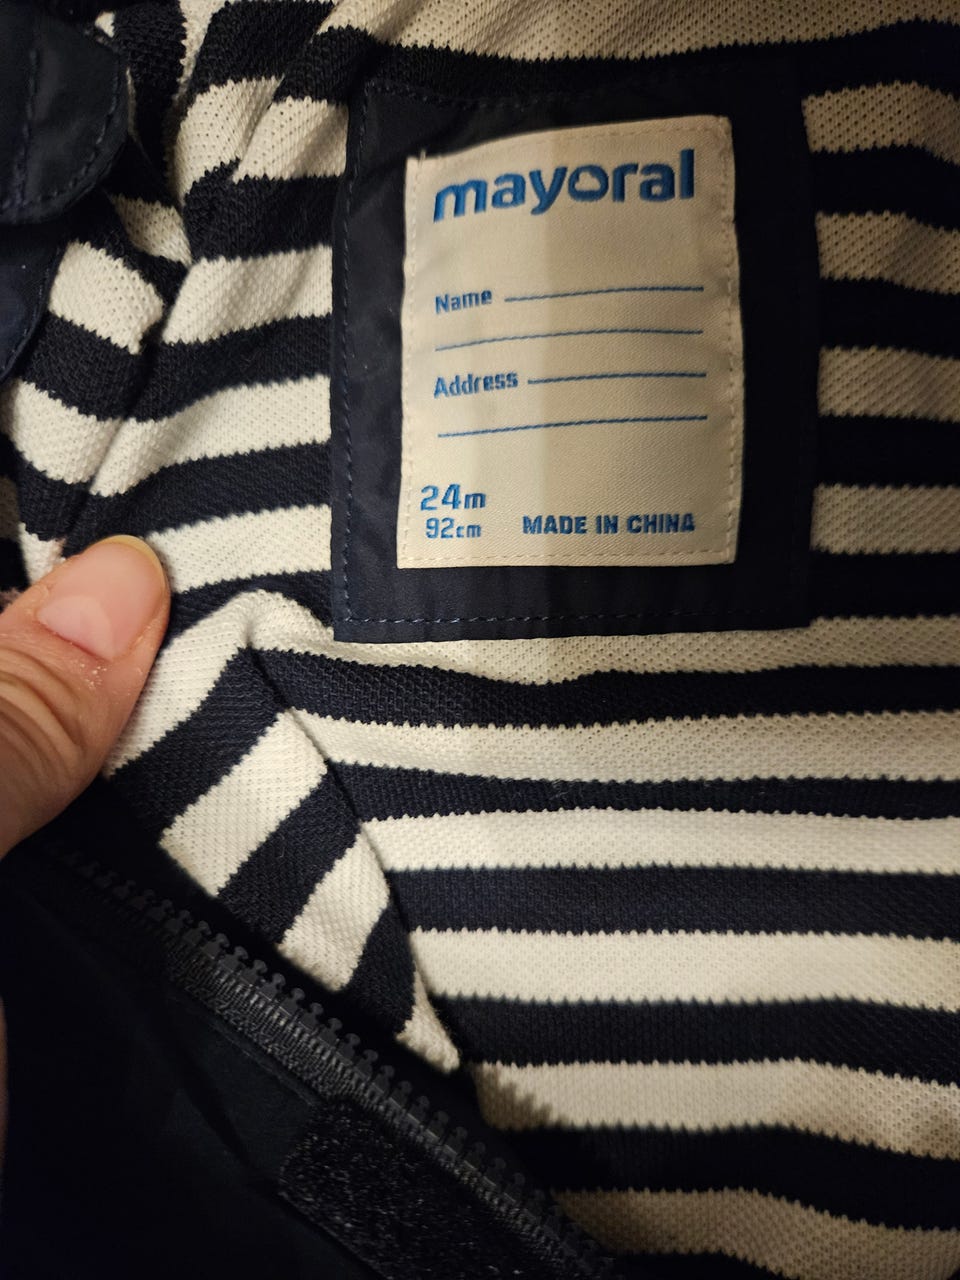 mayoral
Name
Address
24m
92cm MADE IN CHINA